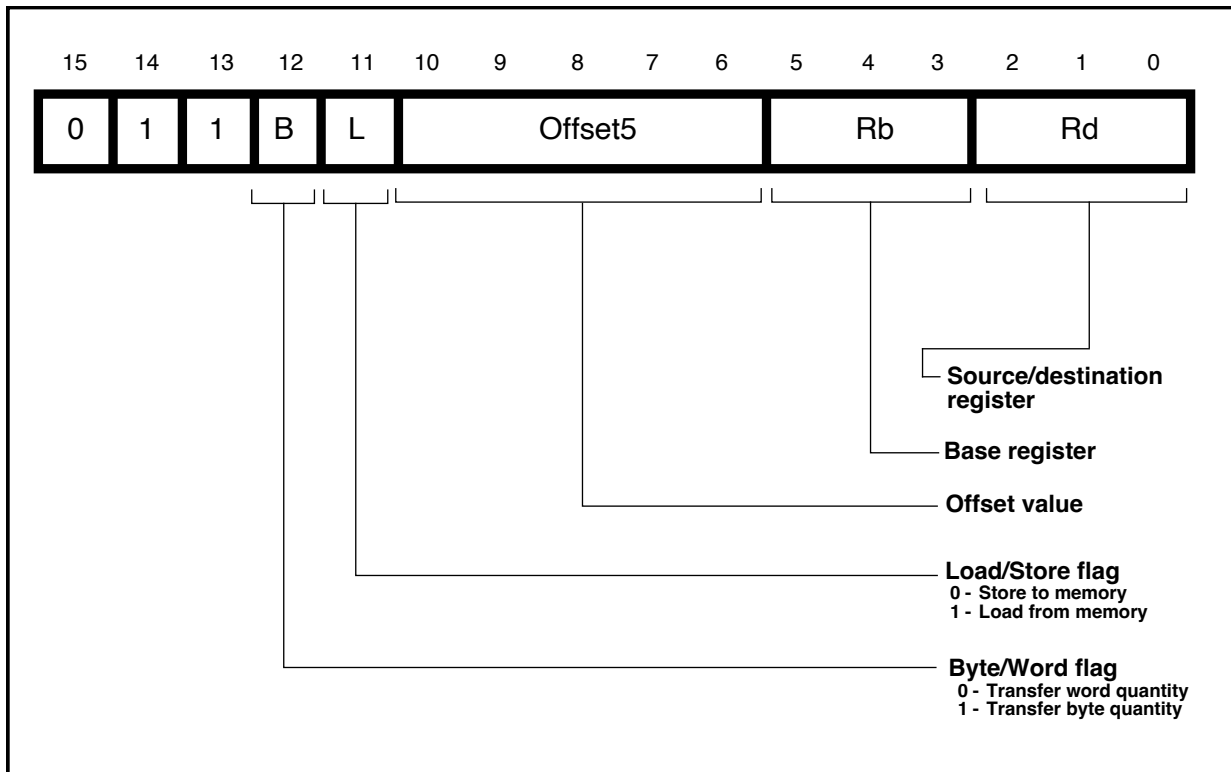 15 14 13 12 11 10 9 8 7 6 5 4 3 2 1 0
0 1 1 B L Offset5 Rb Rd
Source/destination
register
Base register
Offset value
Load/Store flag
0 - Store to memory
1 - Load from memory
Byte/Word flag
0 - Transfer word quantity
1 - Transfer byte quantity